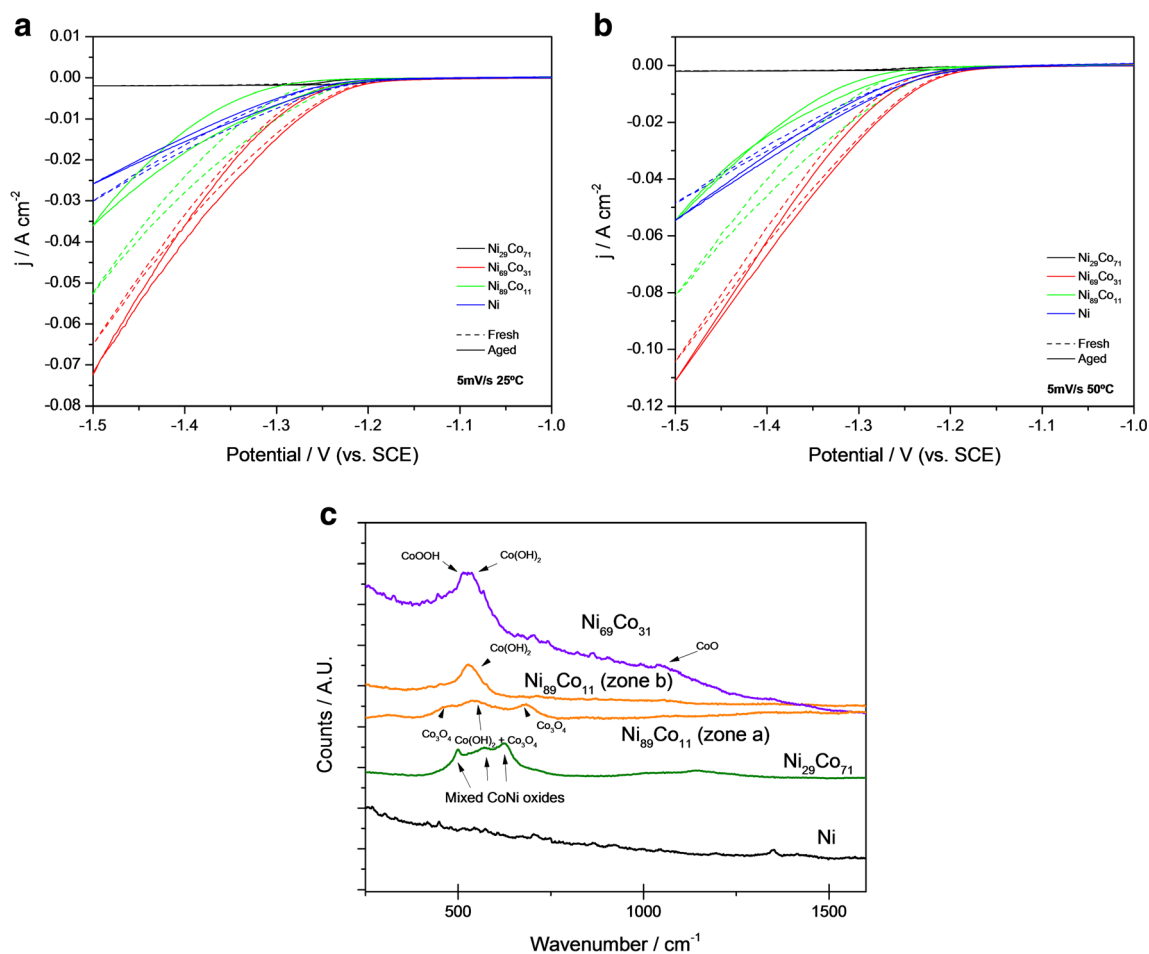 a
0.01
0.00
-0.01
-0.02
-0.03
-0.04
-0.05
-0.06
-0.07
-0.08
j / A cm⁻²
-1.5 -1.4 -1.3 -1.2 -1.1 -1.0
Potential / V (vs. SCE)
Ni₂₉Co₇₁
Ni₆₉Co₃₁
Ni₈₉Co₁₁
Ni
Fresh
Aged
5mV/s 25ºC
b
0.00
-0.02
-0.04
-0.06
-0.08
-0.10
-0.12
j / A cm⁻²
-1.5 -1.4 -1.3 -1.2 -1.1 -1.0
Potential / V (vs. SCE)
Ni₂₉Co₇₁
Ni₆₉Co₃₁
Ni₈₉Co₁₁
Ni
Fresh
Aged
5mV/s 50ºC
c
Counts / A.U.
CoOOH Co(OH)₂
Ni₆₉Co₃₁
CoO
Co(OH)₂
Ni₈₉Co₁₁ (zone b)
Co₃O₄
Co₃O₄
Ni₈₉Co₁₁ (zone a)
Co(OH)₂ + Co₃O₄
Ni₂₉Co₇₁
Mixed CoNi oxides
Ni
500 1000 1500
Wavenumber / cm⁻¹